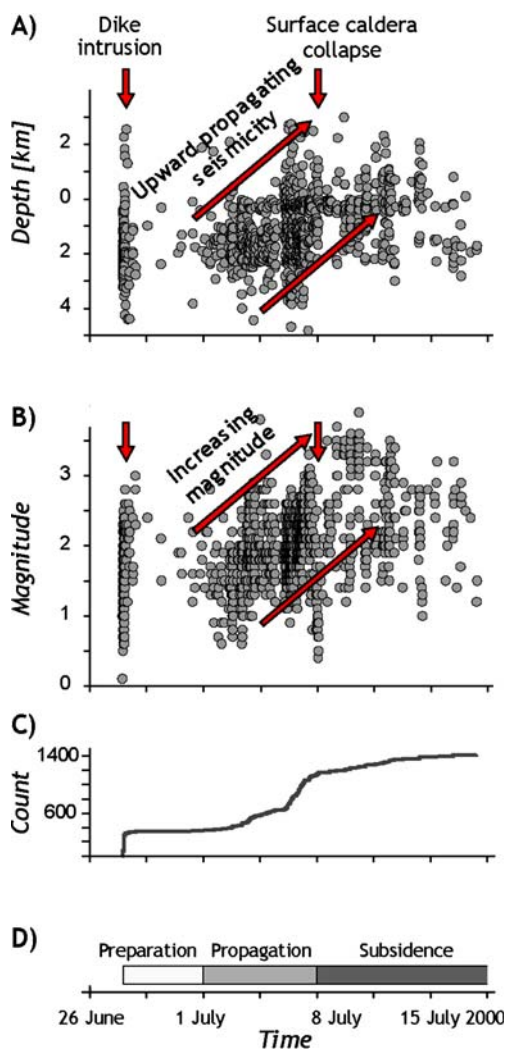 A)
Dike
intrusion
Surface caldera
collapse
Upward propagating
seismicity
Depth [km]
2
0
2
4
B)
Increasing
magnitude
Magnitude
3
2
1
0
C)
Count
1400
600
D)
Preparation
Propagation
Subsidence
26 June
1 July
8 July
15 July 2000
Time